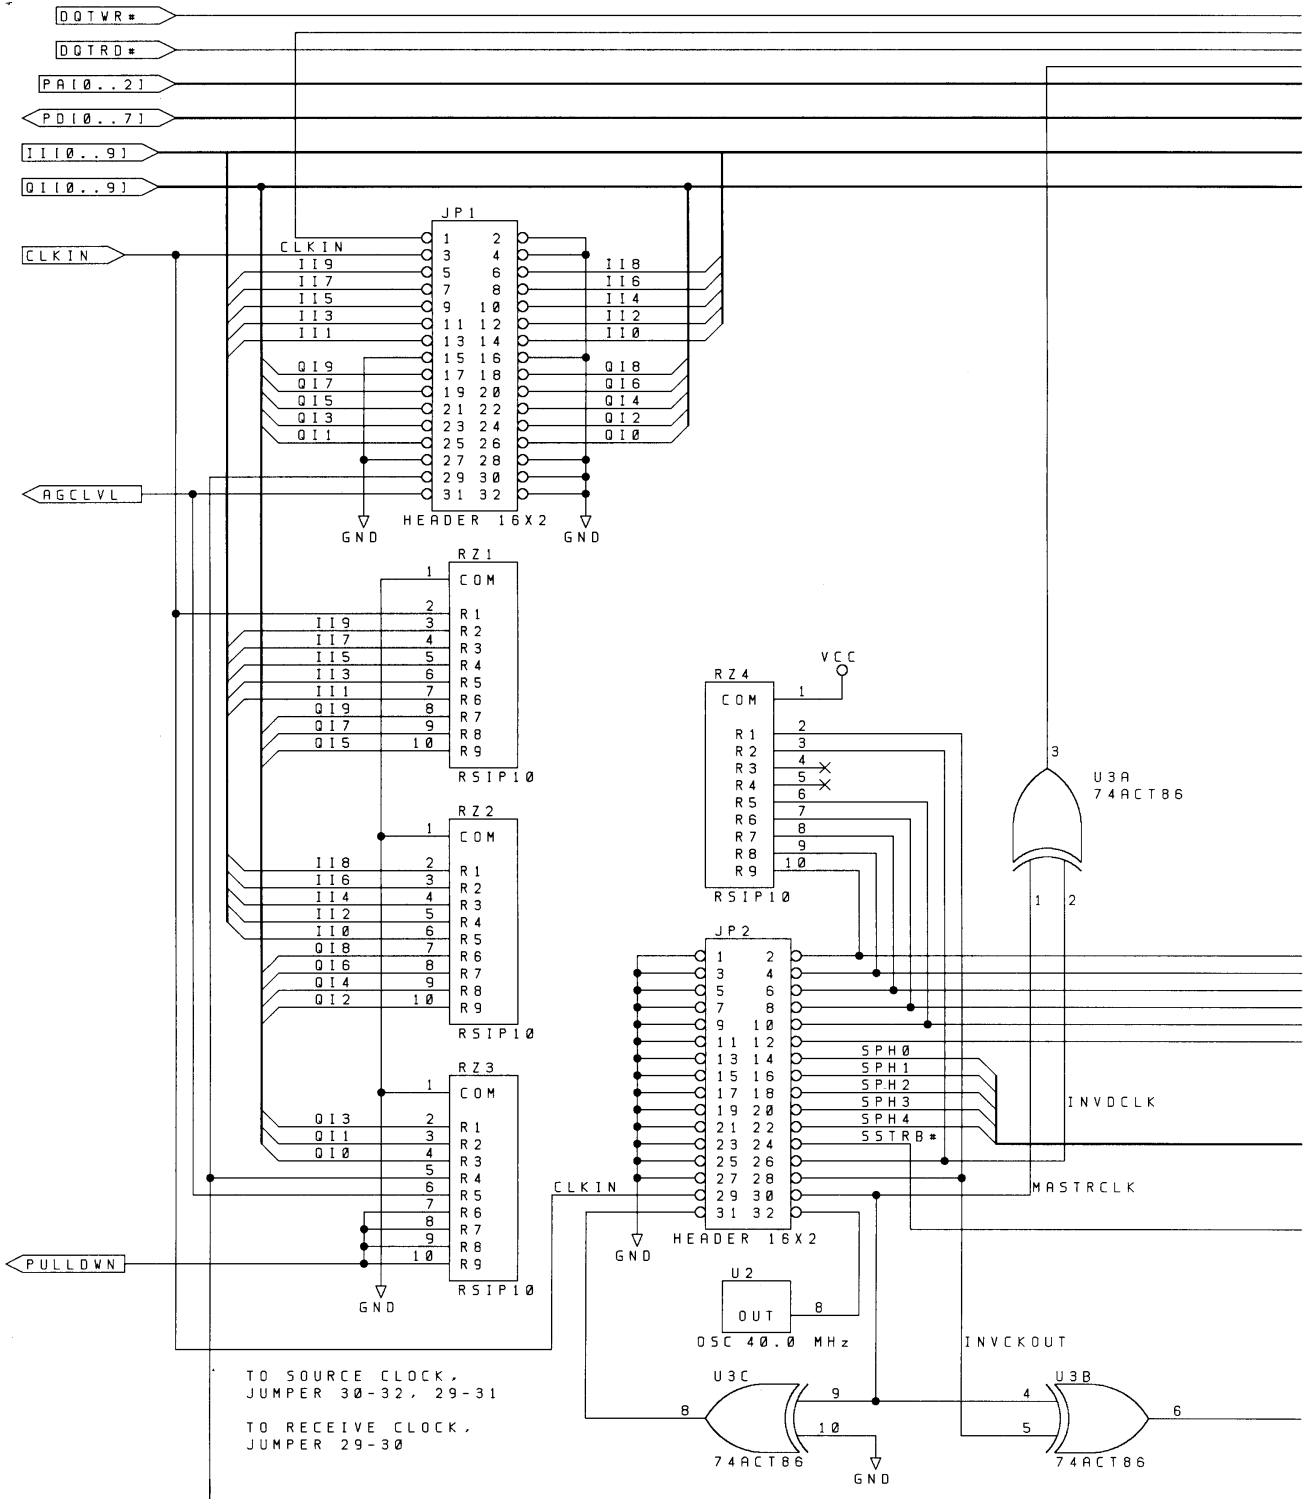 DQTWR*
DQTRD*
PA[0..2]
PD[0..7]
II[0..9]
QI[0..9]
CLKIN
AGCLVL
PULLDWN
JP1
CLKIN
II9
II7
II5
II3
II1
QI9
QI7
QI5
QI3
QI1
1 2
3 4
5 6
7 8
9 10
11 12
13 14
15 16
17 18
19 20
21 22
23 24
25 26
27 28
29 30
31 32
II8
II6
II4
II2
II0
QI8
QI6
QI4
QI2
QI0
HEADER 16X2
GND
GND
RZ1
1 COM
2 R1
II9 3 R2
II7 4 R3
II5 5 R4
II3 6 R5
II1 7 R6
QI9 8 R7
QI7 9 R8
QI5 10 R9
RSIP10
RZ2
1 COM
II8 2 R1
II6 3 R2
II4 4 R3
II2 5 R4
II0 6 R5
QI8 7 R6
QI6 8 R7
QI4 9 R8
QI2 10 R9
RSIP10
RZ3
1 COM
QI3 2 R1
QI1 3 R2
QI0 4 R3
5 R4
6 R5
7 R6
8 R7
9 R8
10 R9
RSIP10
GND
VCC
RZ4
COM 1
R1 2
R2 3
R3 4
R4 5
R5 6
R6 7
R7 8
R8 9
R9 10
RSIP10
3
U3A
74ACT86
1 2
JP2
1 2
3 4
5 6
7 8
9 10
11 12
13 14
15 16
17 18
19 20
21 22
23 24
25 26
27 28
29 30
31 32
SPH0
SPH1
SPH2
SPH3
SPH4
SSTRB*
INVDCLK
CLKIN
MASTRCLK
HEADER 16X2
GND
U2
OUT 8
OSC 40.0 MHz
INVCKOUT
TO SOURCE CLOCK,
JUMPER 30-32, 29-31
TO RECEIVE CLOCK,
JUMPER 29-30
U3C
8 9
10
74ACT86
GND
U3B
4
5
6
74ACT86